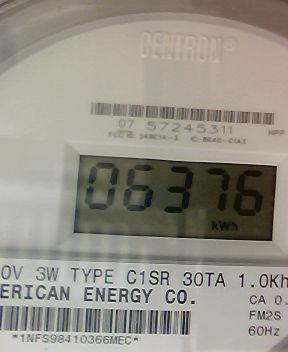 CENTRON®
07 57245311
HPP
06376
kWh
0V 3W TYPE C1SR 30TA 1.0Kh
ERICAN ENERGY CO.
CA 0.
FM2S
60Hz
*1NFS98410366MEC*